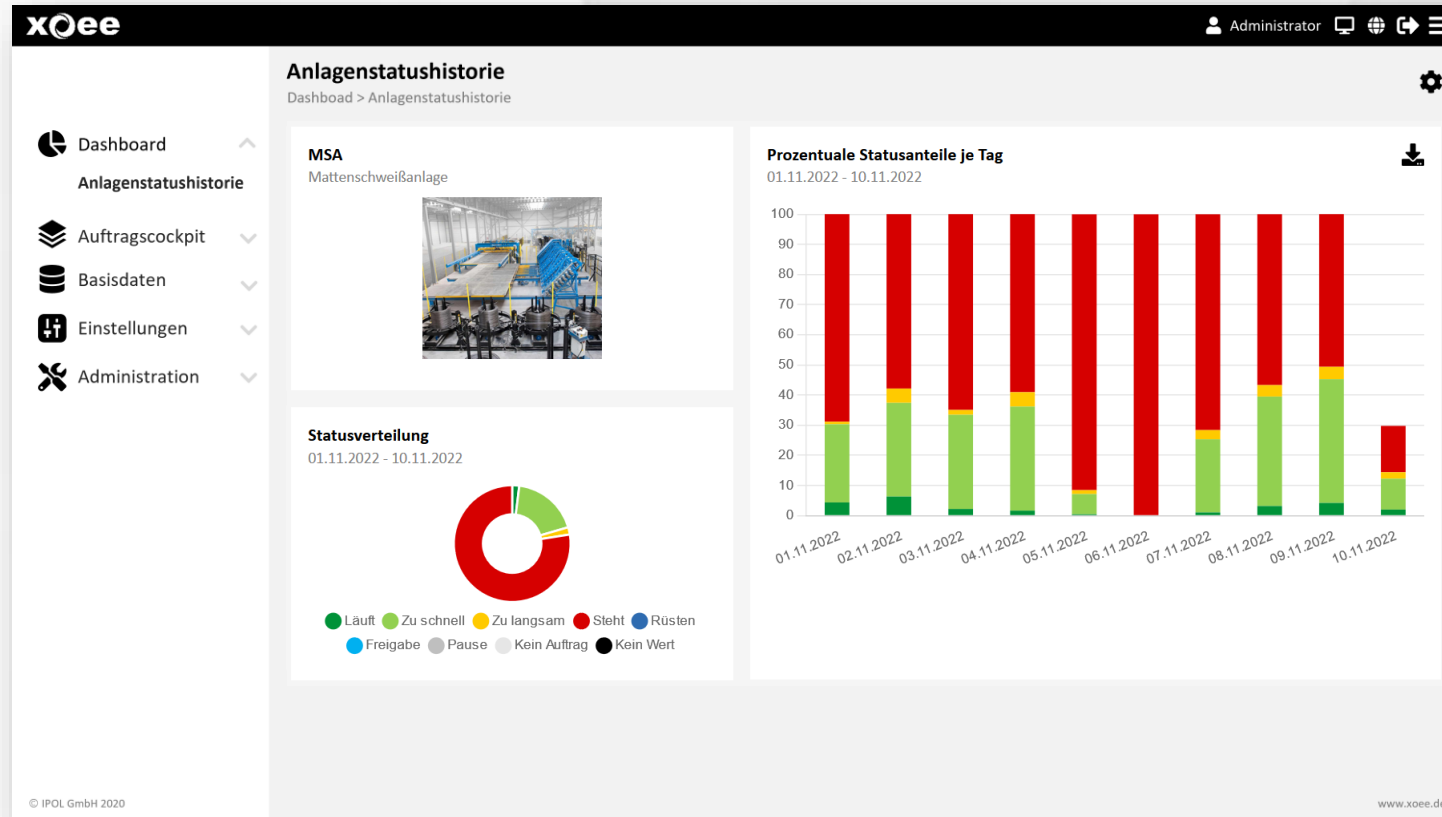 xoee
Administrator
Anlagenstatushistorie
Dashboad > Anlagenstatushistorie
Dashboard
Anlagenstatushistorie
Auftragscockpit
Basisdaten
Einstellungen
Administration
MSA
Mattenschweißanlage
Statusverteilung
01.11.2022 - 10.11.2022
Läuft Zu schnell Zu langsam Steht Rüsten
Freigabe Pause Kein Auftrag Kein Wert
Prozentuale Statusanteile je Tag
01.11.2022 - 10.11.2022
100
90
80
70
60
50
40
30
20
10
0
01.11.2022 02.11.2022 03.11.2022 04.11.2022 05.11.2022 06.11.2022 07.11.2022 08.11.2022 09.11.2022 10.11.2022
© IPOL GmbH 2020
www.xoee.de